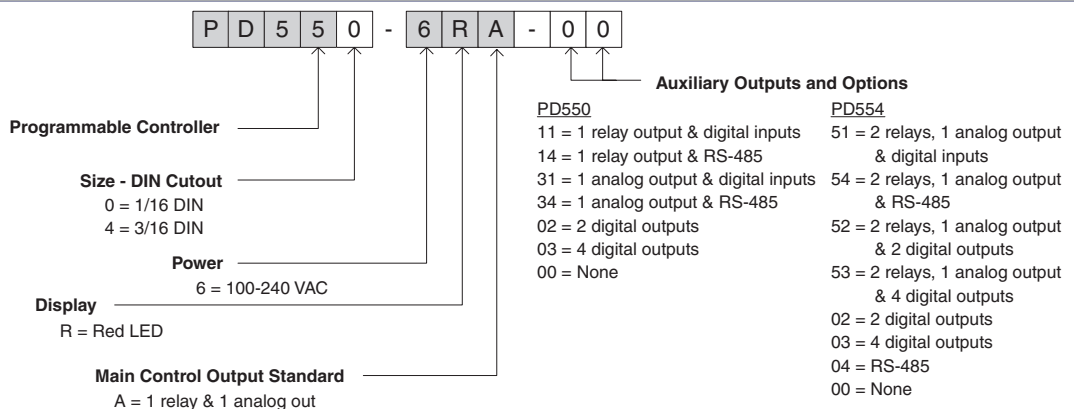 PD550-6RA-00
Auxiliary Outputs and Options
Programmable Controller
Size - DIN Cutout
0 = 1/16 DIN
4 = 3/16 DIN
Power
6 = 100-240 VAC
Display
R = Red LED
Main Control Output Standard
A = 1 relay & 1 analog out
PD550
11 = 1 relay output & digital inputs
14 = 1 relay output & RS-485
31 = 1 analog output & digital inputs
34 = 1 analog output & RS-485
02 = 2 digital outputs
03 = 4 digital outputs
00 = None
PD554
51 = 2 relays, 1 analog output
& digital inputs
54 = 2 relays, 1 analog output
& RS-485
52 = 2 relays, 1 analog output
& 2 digital outputs
53 = 2 relays, 1 analog output
& 4 digital outputs
02 = 2 digital outputs
03 = 4 digital outputs
04 = RS-485
00 = None